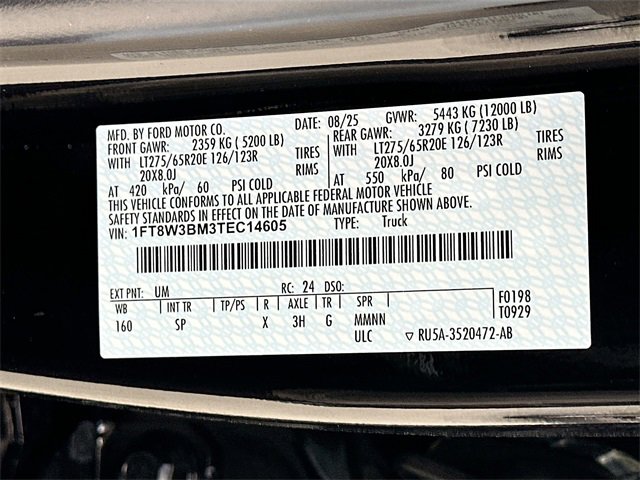 MFD. BY FORD MOTOR CO. DATE: 08/25 GVWR: 5443 KG (12000 LB)
FRONT GAWR: 2359 KG (5200 LB) REAR GAWR: 3279 KG (7230 LB)
WITH LT275/65R20E 126/123R TIRES WITH LT275/65R20E 126/123R TIRES
20X8.0J RIMS 20X8.0J RIMS
AT 420 kPa/ 60 PSI COLD AT 550 kPa/ 80 PSI COLD
THIS VEHICLE CONFORMS TO ALL APPLICABLE FEDERAL MOTOR VEHICLE
SAFETY STANDARDS IN EFFECT ON THE DATE OF MANUFACTURE SHOWN ABOVE.
VIN: 1FT8W3BM3TEC14605 TYPE: Truck
EXT PNT: UM RC: 24 DSO:
WB INT TR TP/PS R AXLE TR SPR F0198
160 SP X 3H G MMNN T0929
ULC ▽ RU5A-3520472-AB